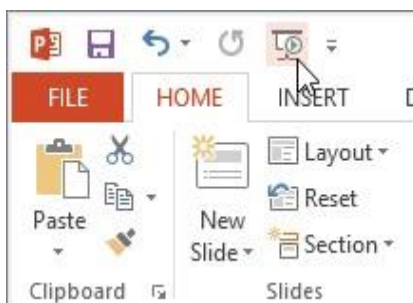 P
FILE HOME INSERT D
Paste
New Slide
Layout
Reset
Section
Clipboard Slides